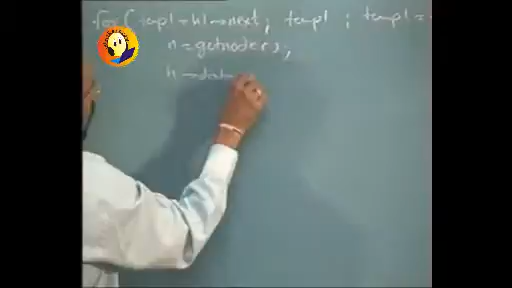 for ( temp1 = h1→next; temp1 ; temp1 =
n = getnode( );
n→data